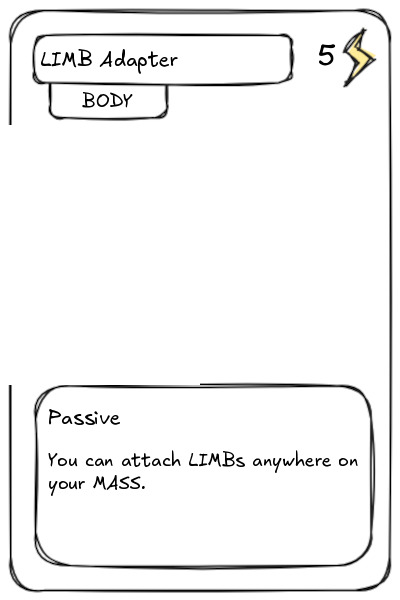 LIMB Adapter
5
BODY
Passive
You can attach LIMBs anywhere on
your MASS.